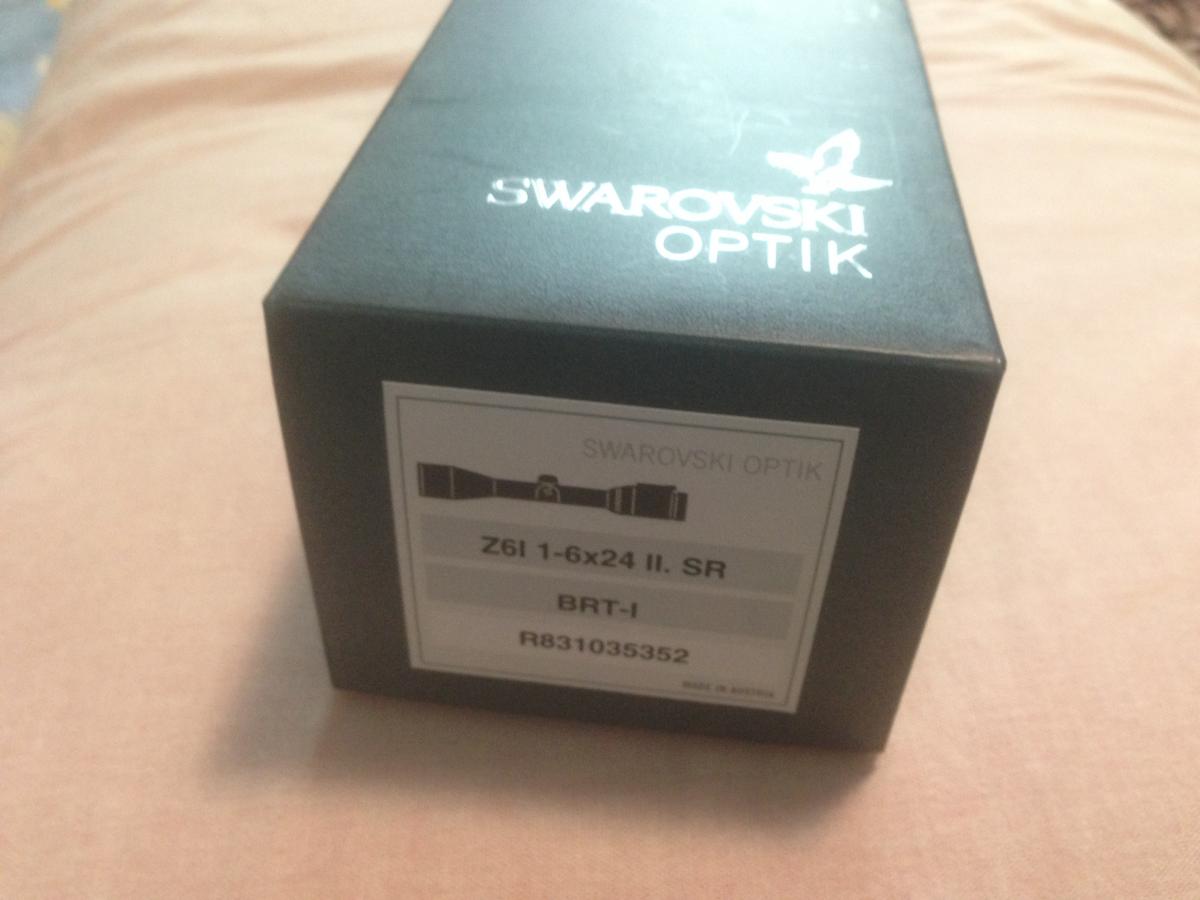 SWAROVSKI
OPTIK
SWAROVSKI OPTIK
Z6I 1-6x24 II. SR
BRT-I
R831035352
MADE IN AUSTRIA